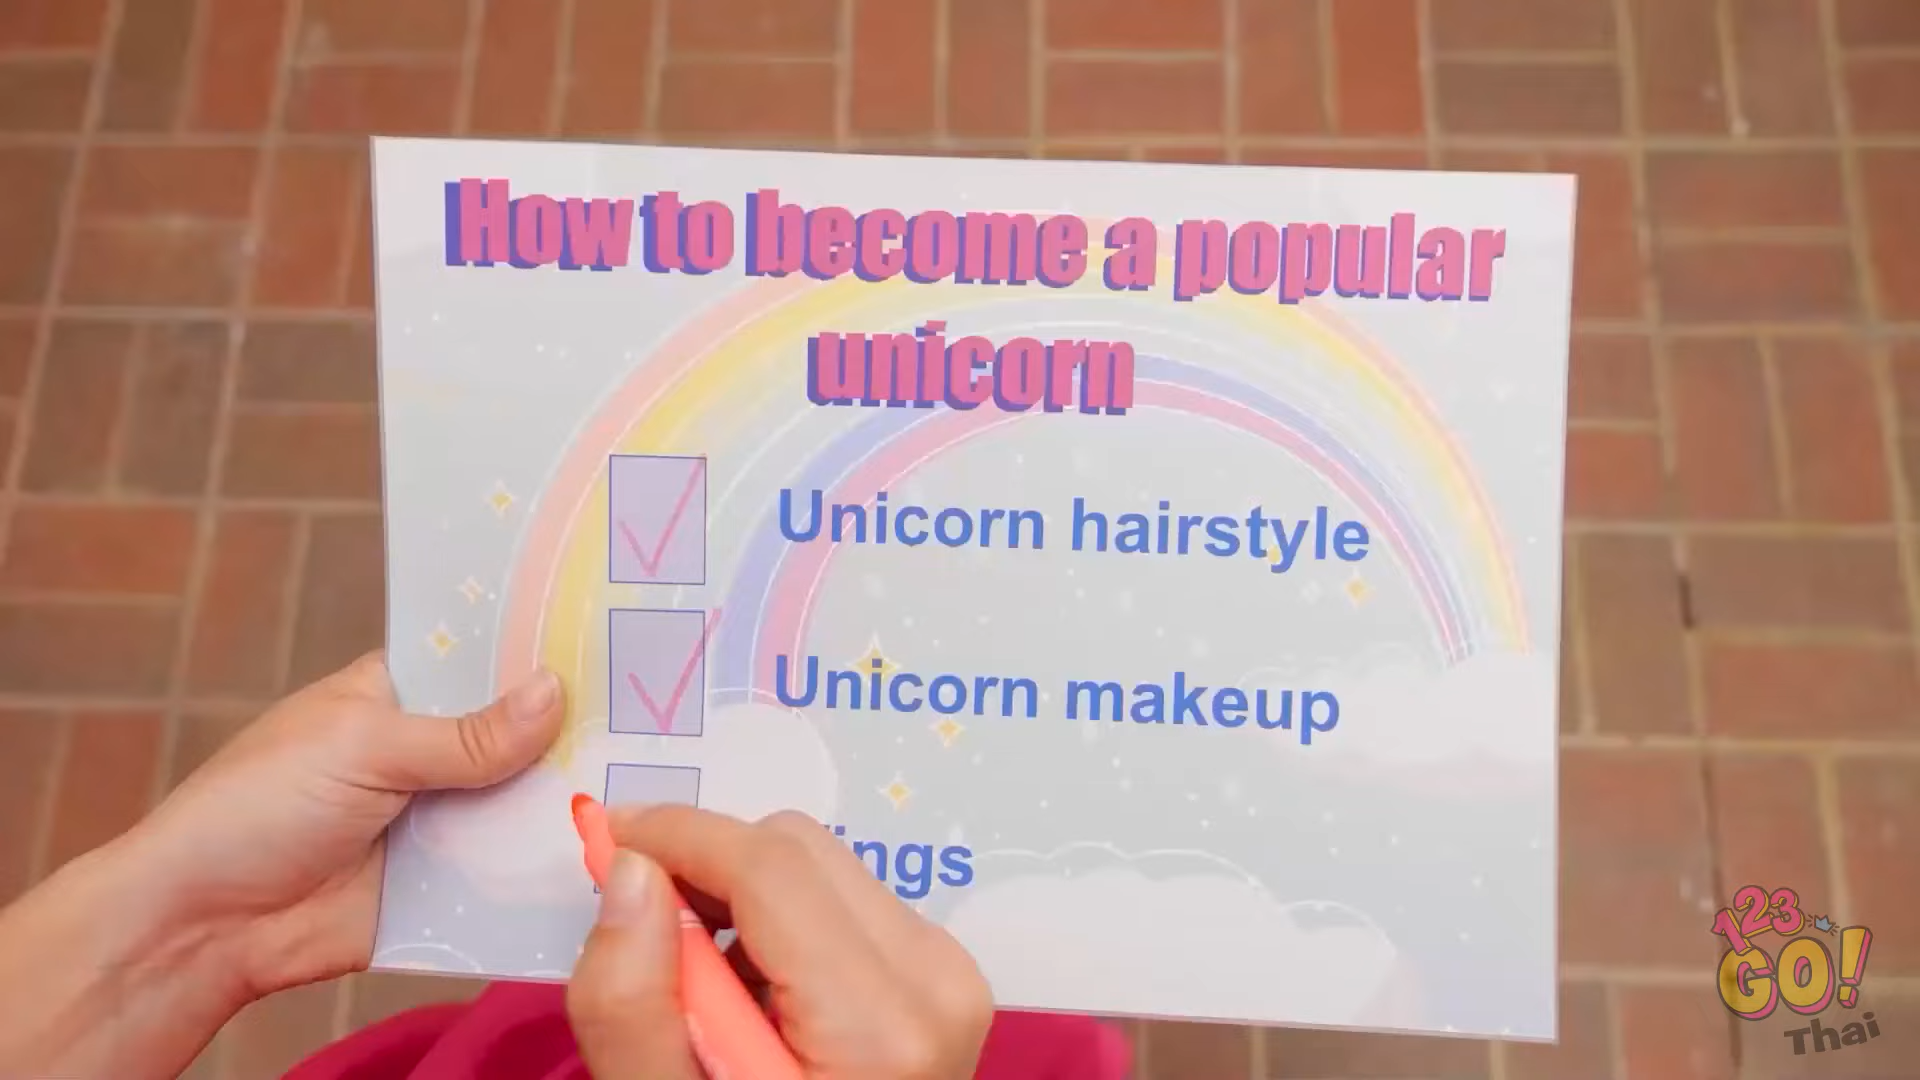 How to become a popular
unicorn
Unicorn hairstyle
Unicorn makeup
123
GO!
Thai